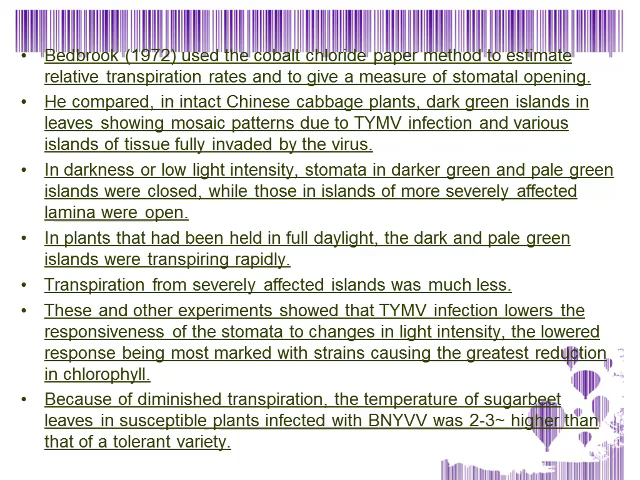 • Bedbrook (1972) used the cobalt chloride paper method to estimate
relative transpiration rates and to give a measure of stomatal opening.
• He compared, in intact Chinese cabbage plants, dark green islands in
leaves showing mosaic patterns due to TYMV infection and various
islands of tissue fully invaded by the virus.
• In darkness or low light intensity, stomata in darker green and pale green
islands were closed, while those in islands of more severely affected
lamina were open.
• In plants that had been held in full daylight, the dark and pale green
islands were transpiring rapidly.
• Transpiration from severely affected islands was much less.
• These and other experiments showed that TYMV infection lowers the
responsiveness of the stomata to changes in light intensity, the lowered
response being most marked with strains causing the greatest reduction
in chlorophyll.
• Because of diminished transpiration, the temperature of sugarbeet
leaves in susceptible plants infected with BNYVV was 2-3~ higher than
that of a tolerant variety.